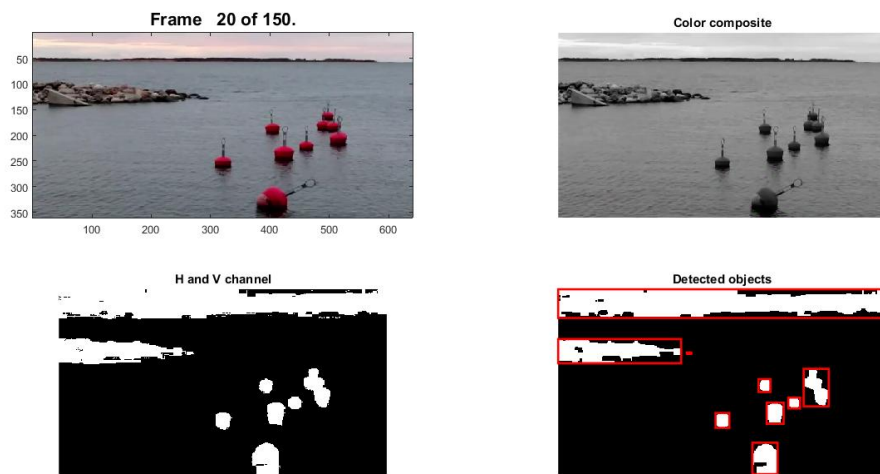 Frame 20 of 150.
50
100
150
200
250
300
350
100 200 300 400 500 600
Color composite
H and V channel
Detected objects